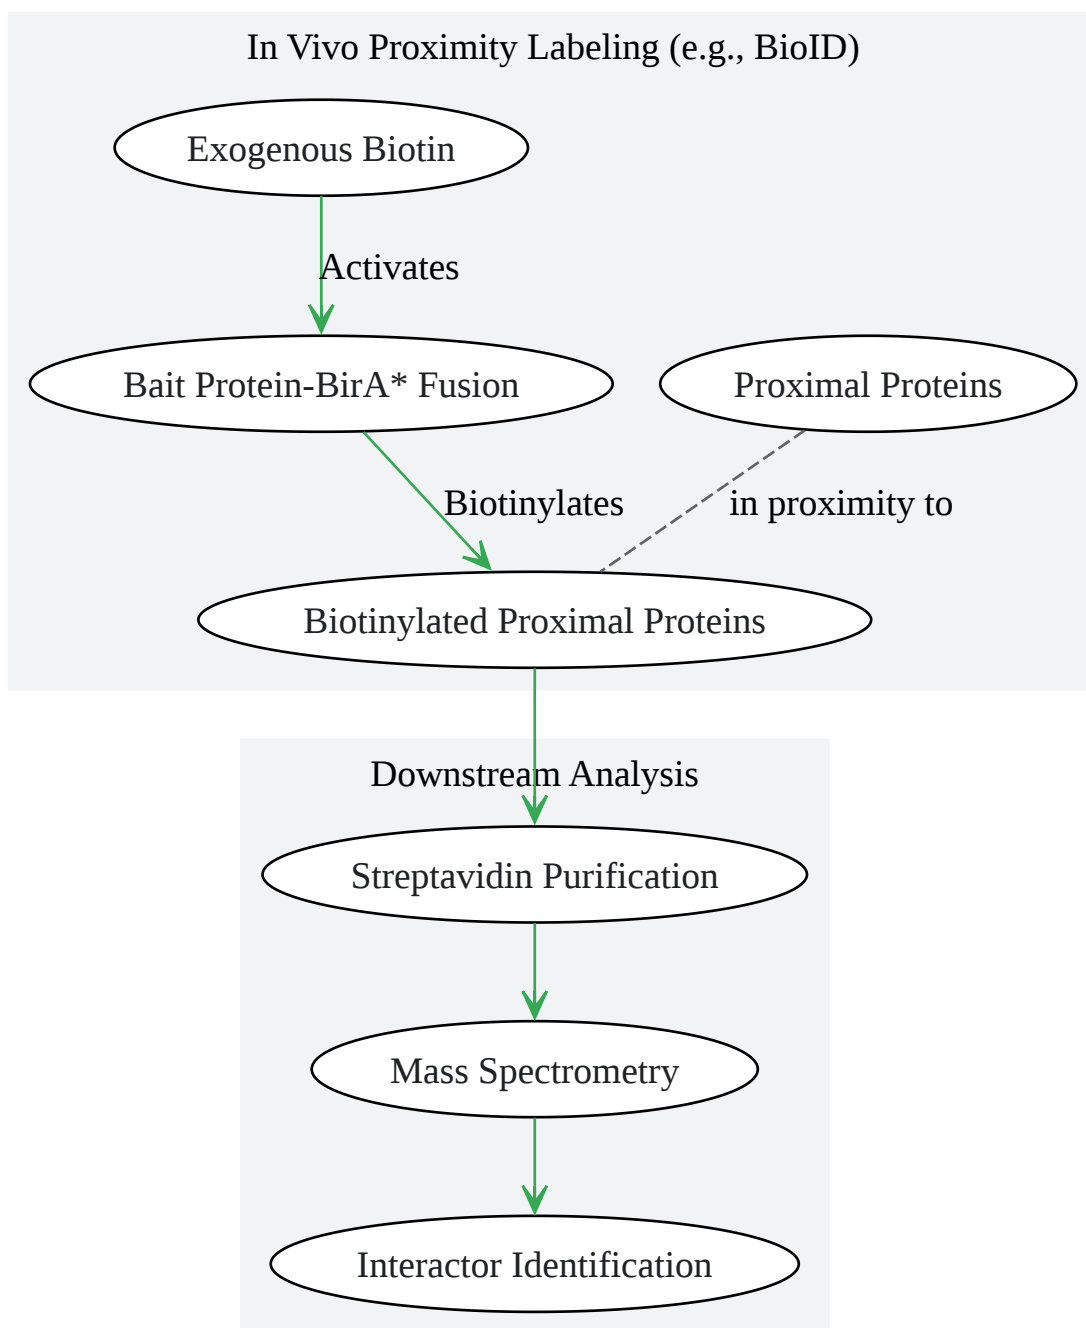 In Vivo Proximity Labeling (e.g., BioID)
Exogenous Biotin
Activates
Bait Protein-BirA* Fusion
Proximal Proteins
Biotinylates
in proximity to
Biotinylated Proximal Proteins
Downstream Analysis
Streptavidin Purification
Mass Spectrometry
Interactor Identification